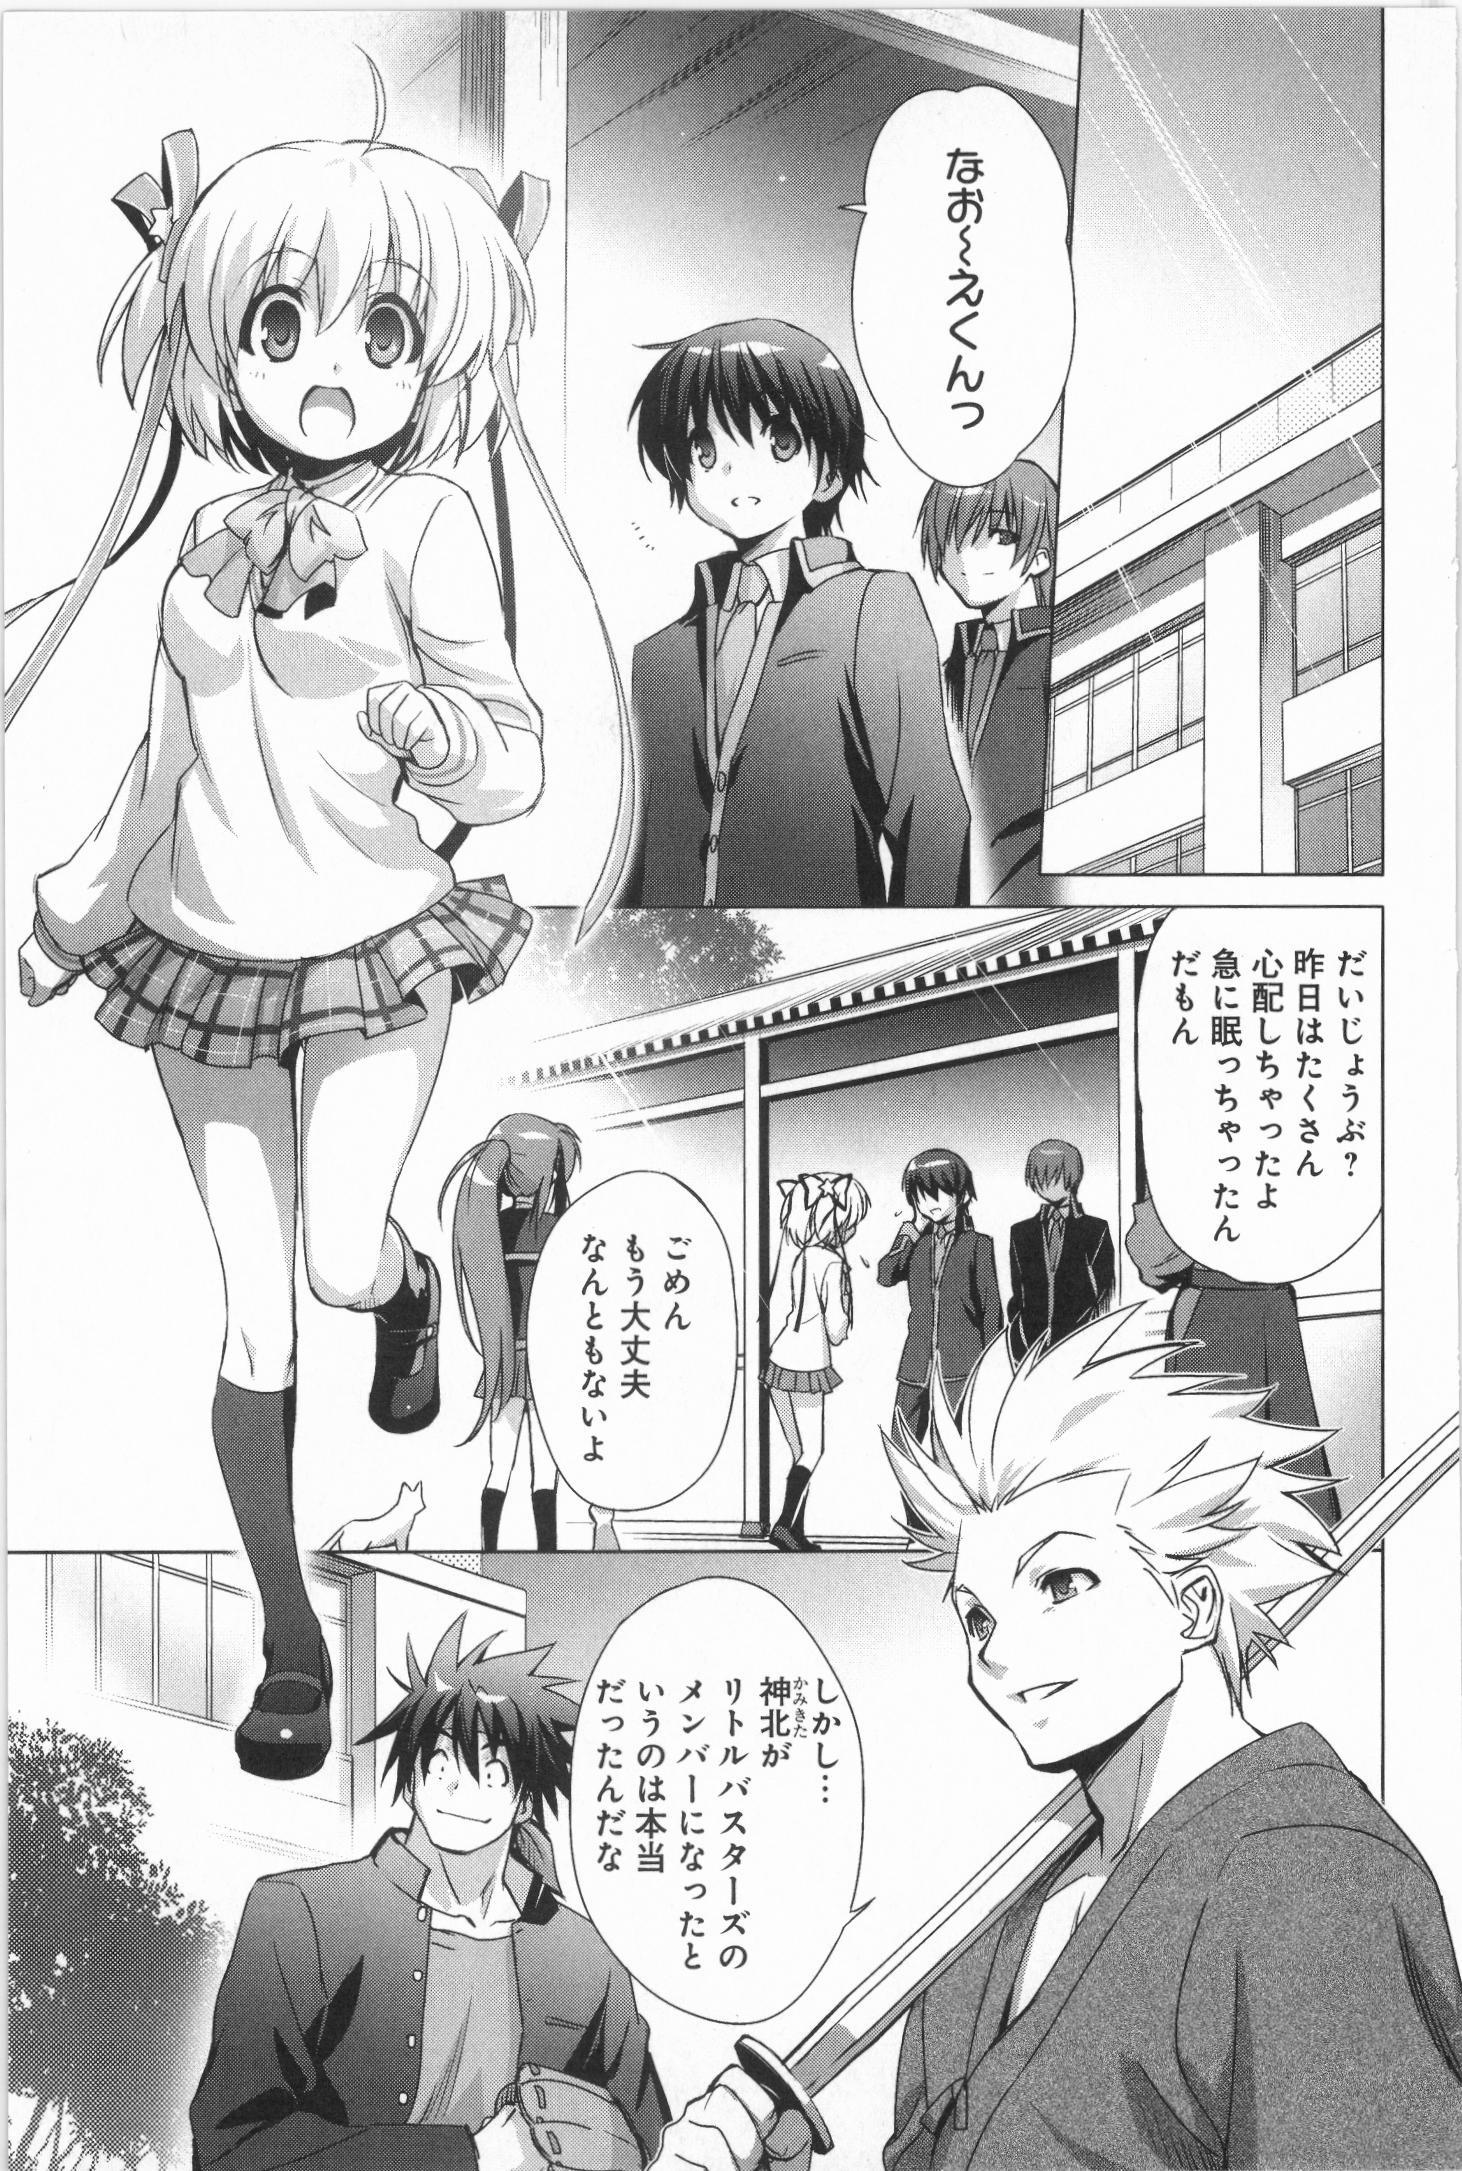 なお～えくんっ
だいじょうぶ？
昨日はたくさん
心配しちゃったよ
急に眠っちゃったん
だもん
ごめん
もう大丈夫
なんともないよ
しかし…
神北が
かみきた
リトルバスターズの
メンバーになったと
いうのは本当
だったんだな